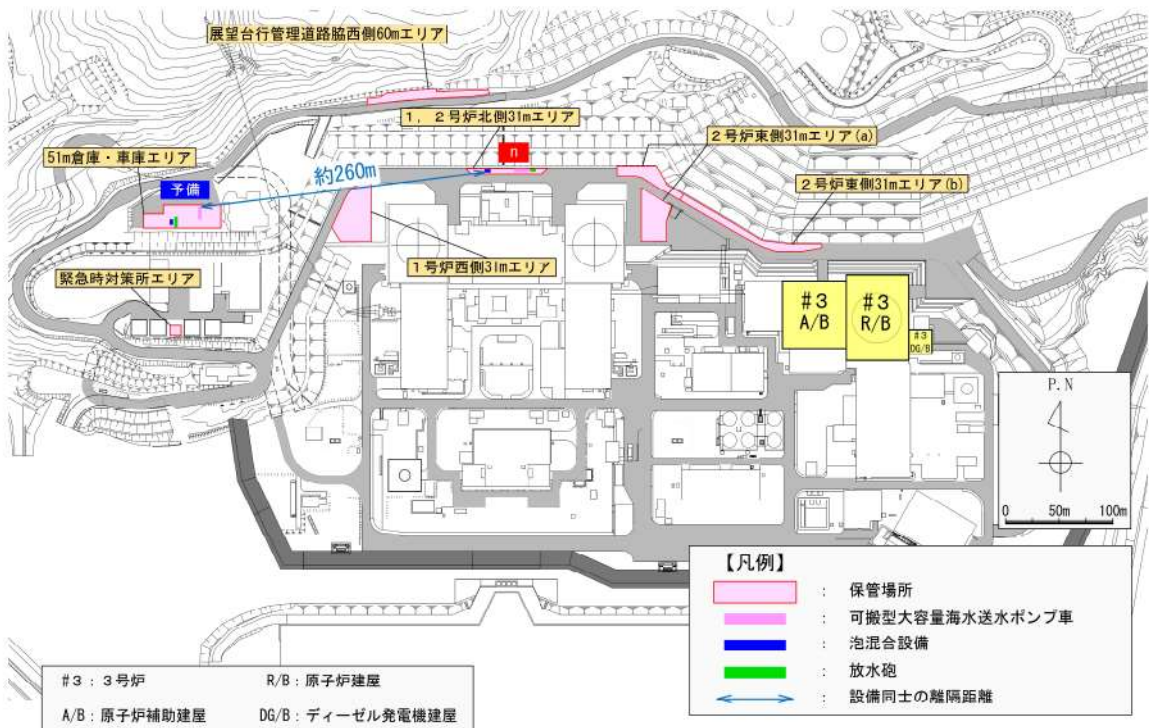 展望台行管理道路脇西側60mエリア
1，2号炉北側31mエリア
n
2号炉東側31mエリア(a)
51m倉庫・車庫エリア
予備
約260m
2号炉東側31mエリア(b)
1号炉西側31mエリア
緊急時対策所エリア
#3
A/B
#3
R/B
#3
DG/B
P.N
0 50m 100m
【凡例】
： 保管場所
： 可搬型大容量海水送水ポンプ車
： 泡混合設備
： 放水砲
： 設備同士の離隔距離
#3：3号炉 R/B：原子炉建屋
A/B：原子炉補助建屋 DG/B：ディーゼル発電機建屋